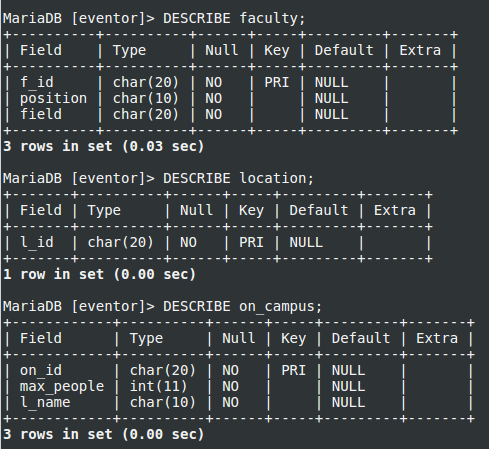 MariaDB [eventor]> DESCRIBE faculty;
+----------+----------+------+-----+---------+-------+
| Field    | Type     | Null | Key | Default | Extra |
+----------+----------+------+-----+---------+-------+
| f_id     | char(20) | NO   | PRI | NULL    |       |
| position | char(10) | NO   |     | NULL    |       |
| field    | char(20) | NO   |     | NULL    |       |
+----------+----------+------+-----+---------+-------+
3 rows in set (0.03 sec)
MariaDB [eventor]> DESCRIBE location;
+-------+----------+------+-----+---------+-------+
| Field | Type     | Null | Key | Default | Extra |
+-------+----------+------+-----+---------+-------+
| l_id  | char(20) | NO   | PRI | NULL    |       |
+-------+----------+------+-----+---------+-------+
1 row in set (0.00 sec)
MariaDB [eventor]> DESCRIBE on_campus;
+------------+----------+------+-----+---------+-------+
| Field      | Type     | Null | Key | Default | Extra |
+------------+----------+------+-----+---------+-------+
| on_id      | char(20) | NO   | PRI | NULL    |       |
| max_people | int(11)  | NO   |     | NULL    |       |
| l_name     | char(10) | NO   |     | NULL    |       |
+------------+----------+------+-----+---------+-------+
3 rows in set (0.00 sec)